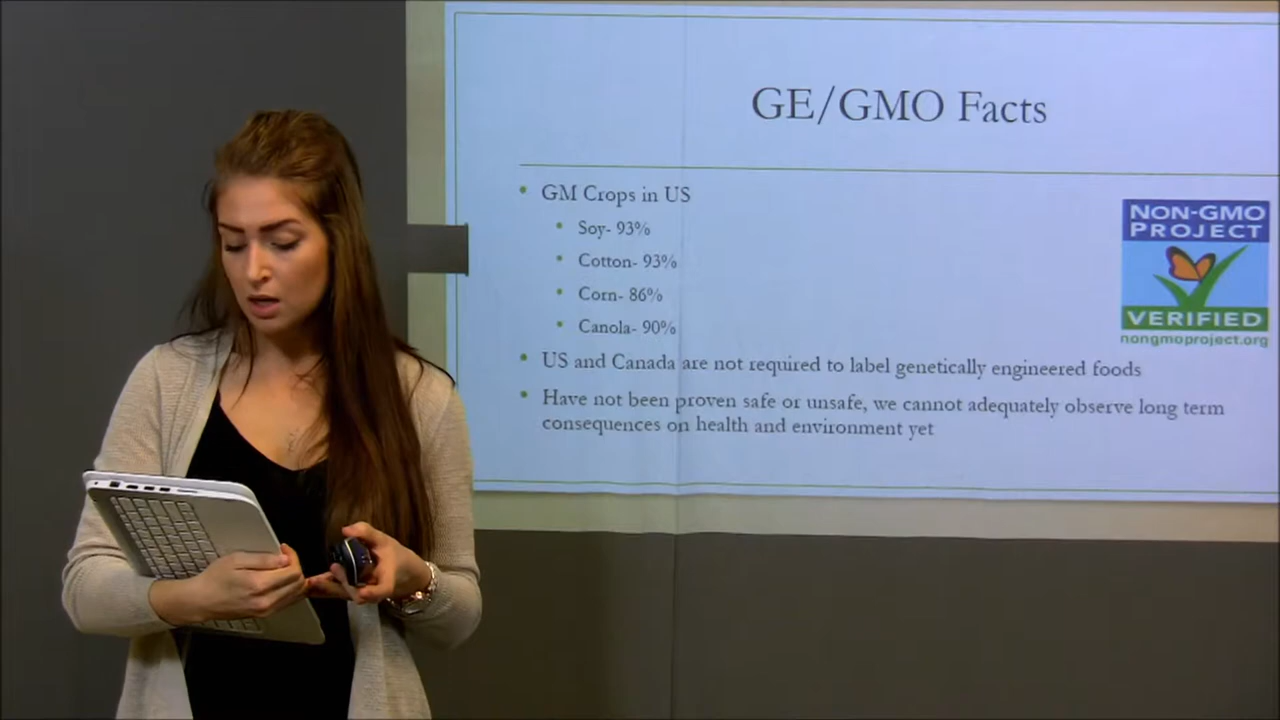 GE/GMO Facts
GM Crops in US
Soy- 93%
Cotton- 93%
Corn- 86%
Canola- 90%
US and Canada are not required to label genetically engineered foods
Have not been proven safe or unsafe, we cannot adequately observe long term
consequences on health and environment yet
NON-GMO
PROJECT
VERIFIED
nongmoproject.org